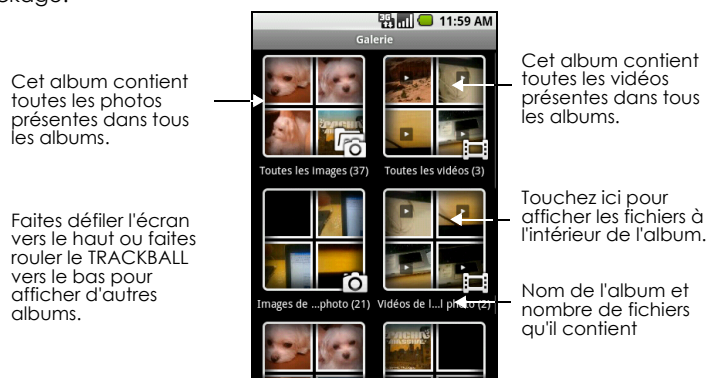 11:59 AM
Galerie
Cet album contient
toutes les photos
présentes dans tous
les albums.
Cet album contient
toutes les vidéos
présentes dans tous
les albums.
Toutes les images (37)
Toutes les vidéos (3)
Faites défiler l'écran
vers le haut ou faites
rouler le TRACKBALL
vers le bas pour
afficher d'autres
albums.
Touchez ici pour
afficher les fichiers à
l'intérieur de l'album.
Images de ...photo (21)
Vidéos de l...l photo (2)
Nom de l'album et
nombre de fichiers
qu'il contient